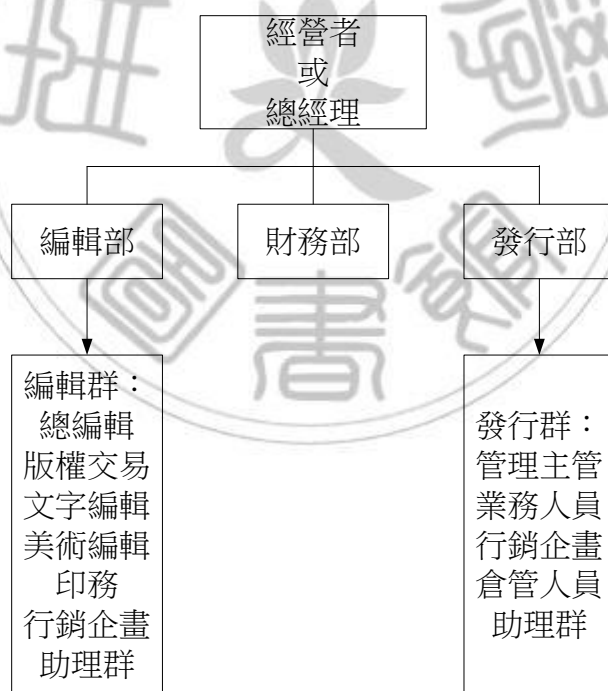 經營者
或
總經理
編輯部
財務部
發行部
編輯群：
總編輯
版權交易
文字編輯
美術編輯
印務
行銷企畫
助理群
發行群：
管理主管
業務人員
行銷企畫
倉管人員
助理群